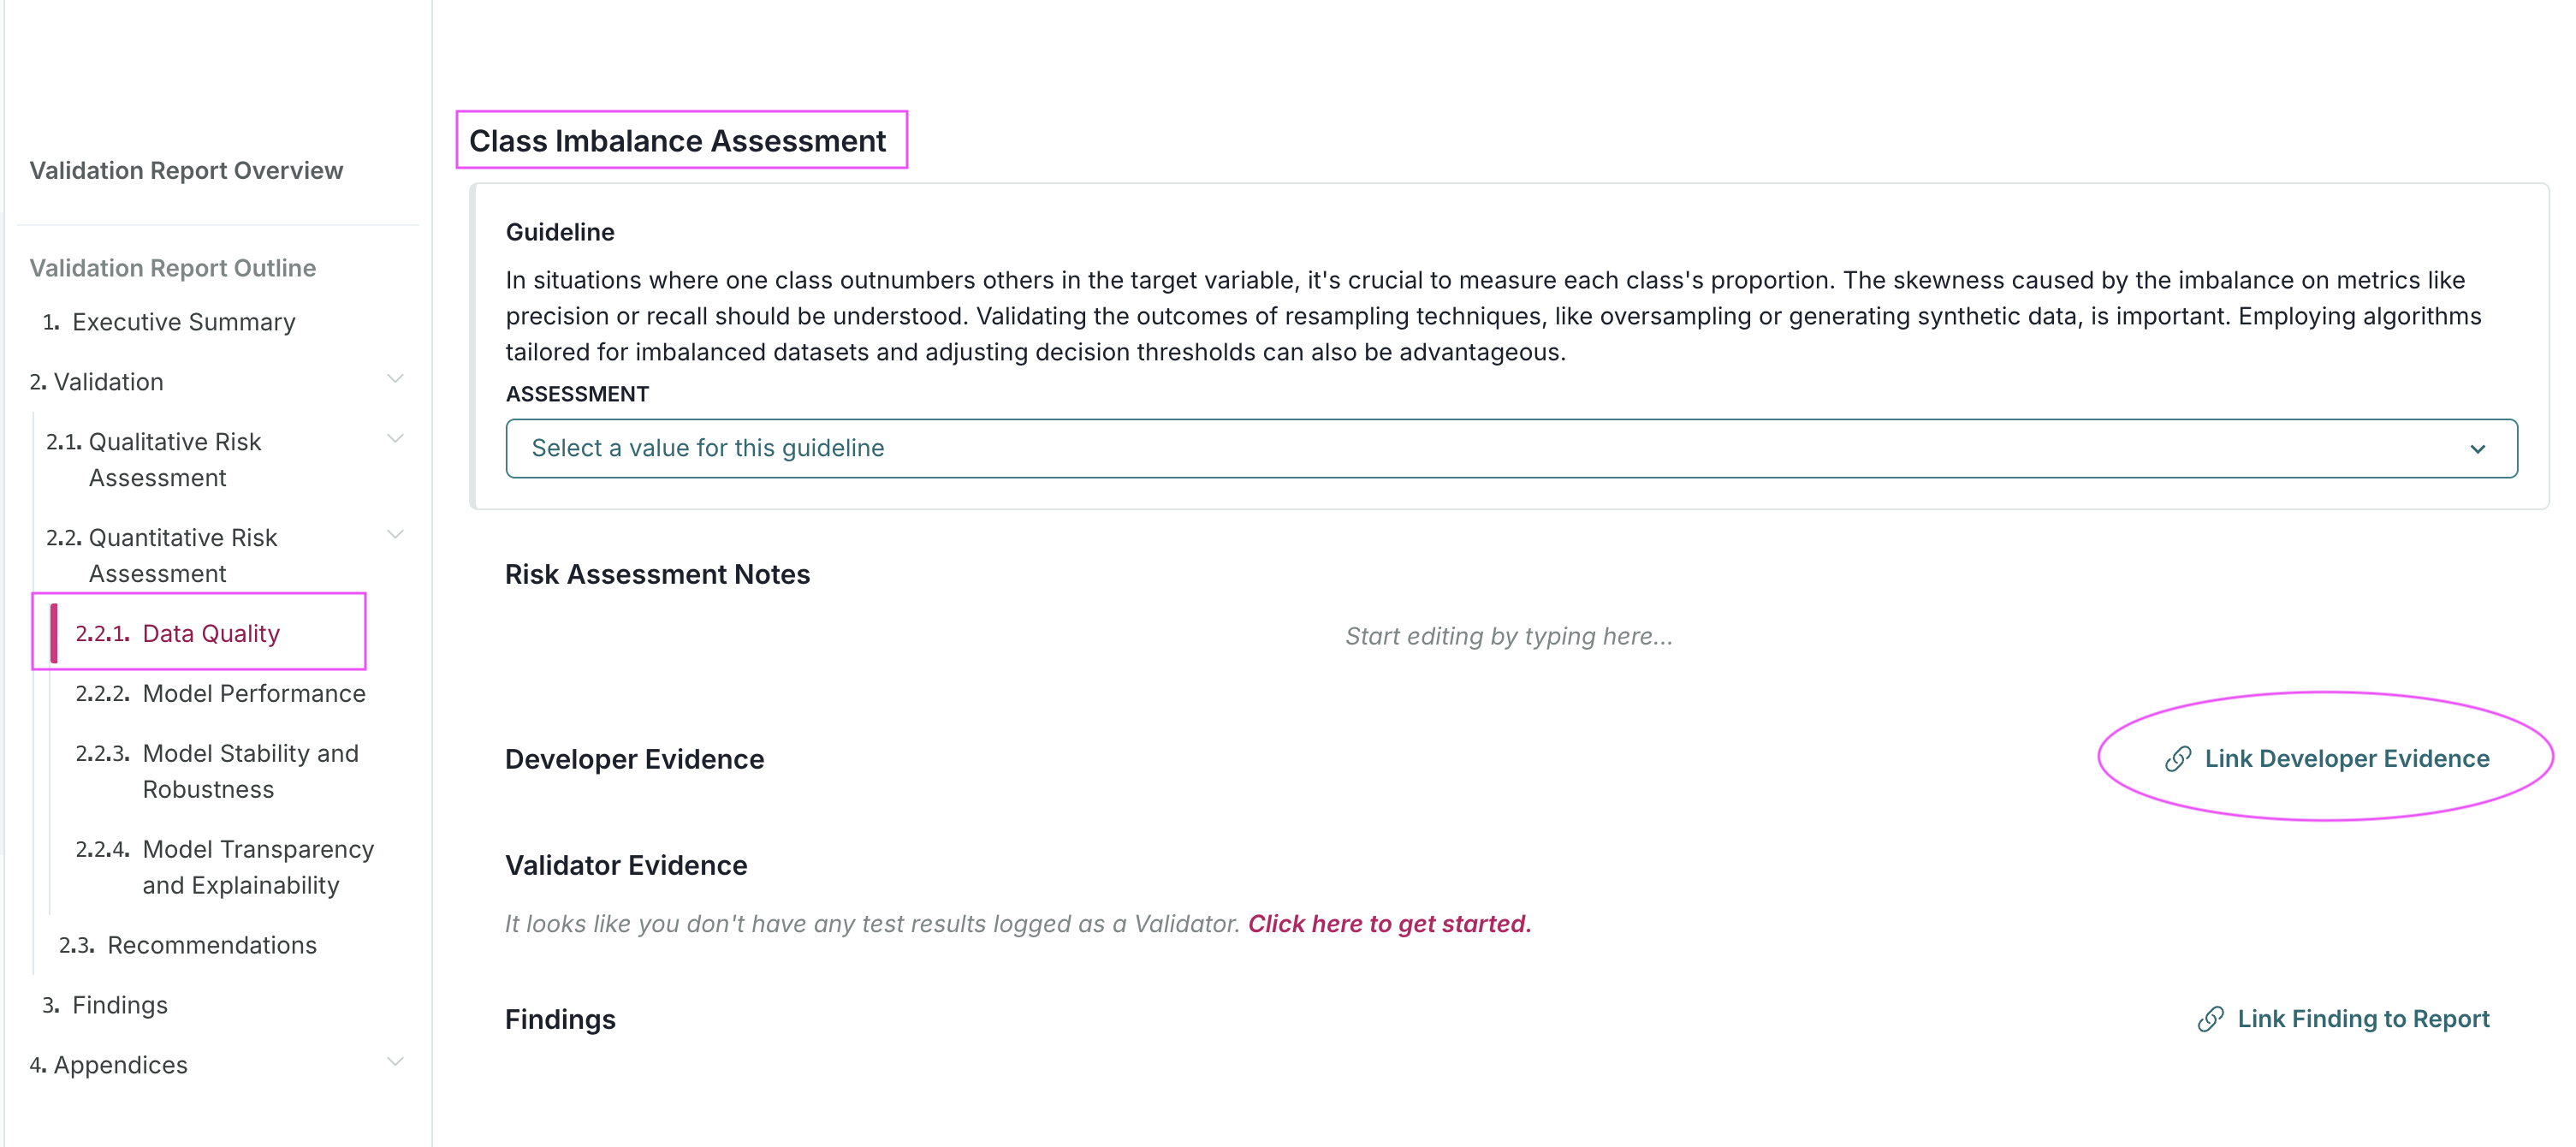 Validation Report Overview
Validation Report Outline
1. Executive Summary
2. Validation
2.1. Qualitative Risk
Assessment
2.2. Quantitative Risk
Assessment
2.2.1. Data Quality
2.2.2. Model Performance
2.2.3. Model Stability and
Robustness
2.2.4. Model Transparency
and Explainability
2.3. Recommendations
3. Findings
4. Appendices
Class Imbalance Assessment
Guideline
In situations where one class outnumbers others in the target variable, it's crucial to measure each class's proportion. The skewness caused by the imbalance on metrics like
precision or recall should be understood. Validating the outcomes of resampling techniques, like oversampling or generating synthetic data, is important. Employing algorithms
tailored for imbalanced datasets and adjusting decision thresholds can also be advantageous.
ASSESSMENT
Select a value for this guideline
Risk Assessment Notes
Start editing by typing here...
Developer Evidence
Link Developer Evidence
Validator Evidence
It looks like you don't have any test results logged as a Validator. Click here to get started.
Findings
Link Finding to Report